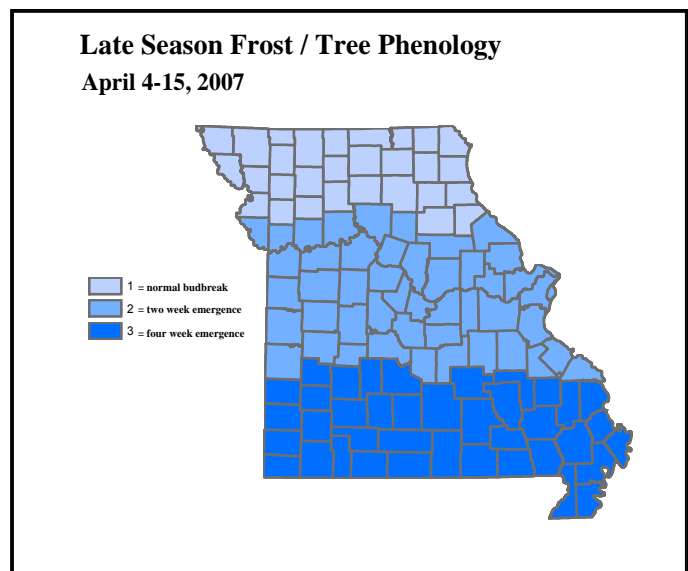 Late Season Frost / Tree Phenology
April 4-15, 2007
1 = normal budbreak
2 = two week emergence
3 = four week emergence